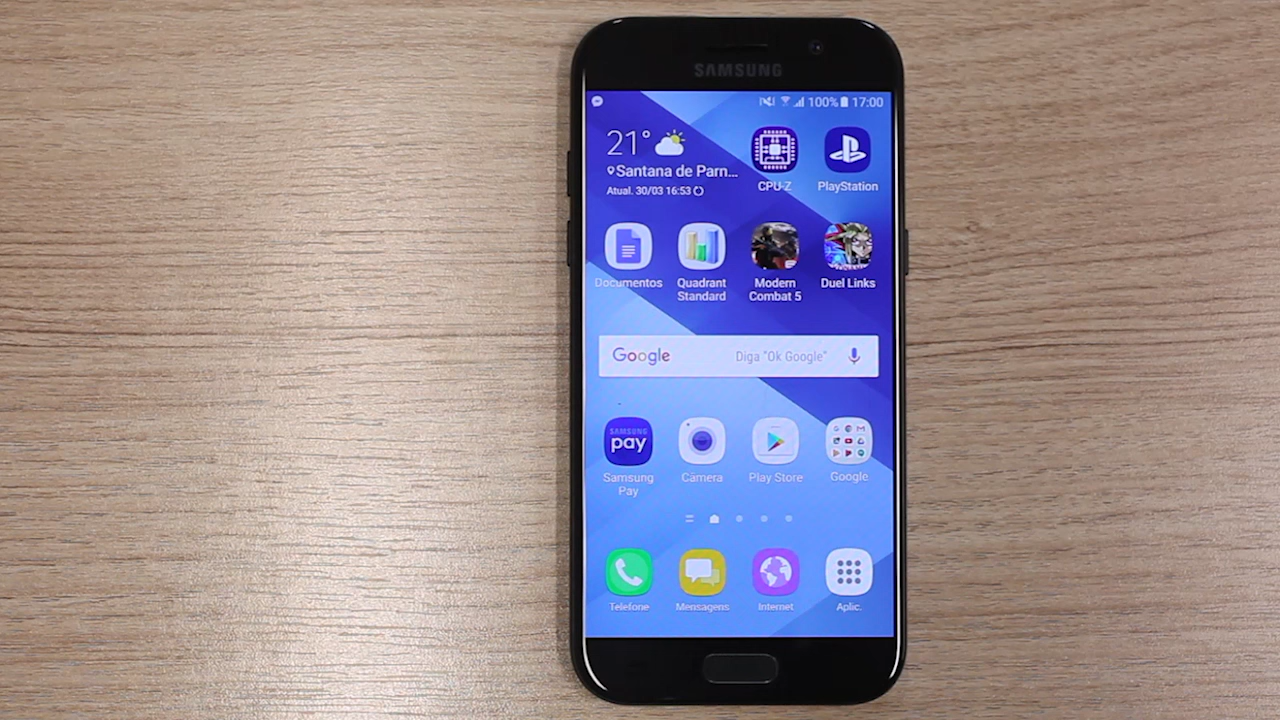 SAMSUNG
100% 17:00
21°
Santana de Parn...
Atual. 30/03 16:53
CPU-Z
PlayStation
Documentos
Quadrant
Standard
Modern
Combat 5
Duel Links
Google
Diga "Ok Google"
SAMSUNG
pay
Samsung
Pay
Câmera
Play Store
Google
Telefone
Mensagens
Internet
Aplic.